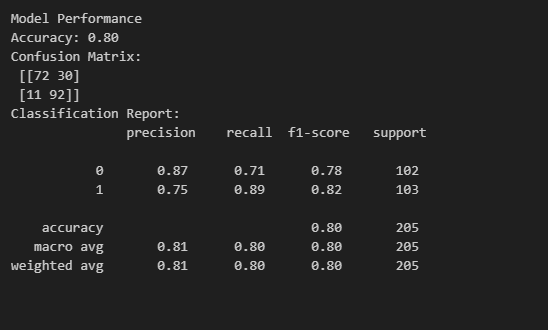 Model Performance
Accuracy: 0.80
Confusion Matrix:
 [[72 30]
 [11 92]]
Classification Report:
              precision    recall  f1-score   support

           0       0.87      0.71      0.78       102
           1       0.75      0.89      0.82       103

    accuracy                           0.80       205
   macro avg       0.81      0.80      0.80       205
weighted avg       0.81      0.80      0.80       205